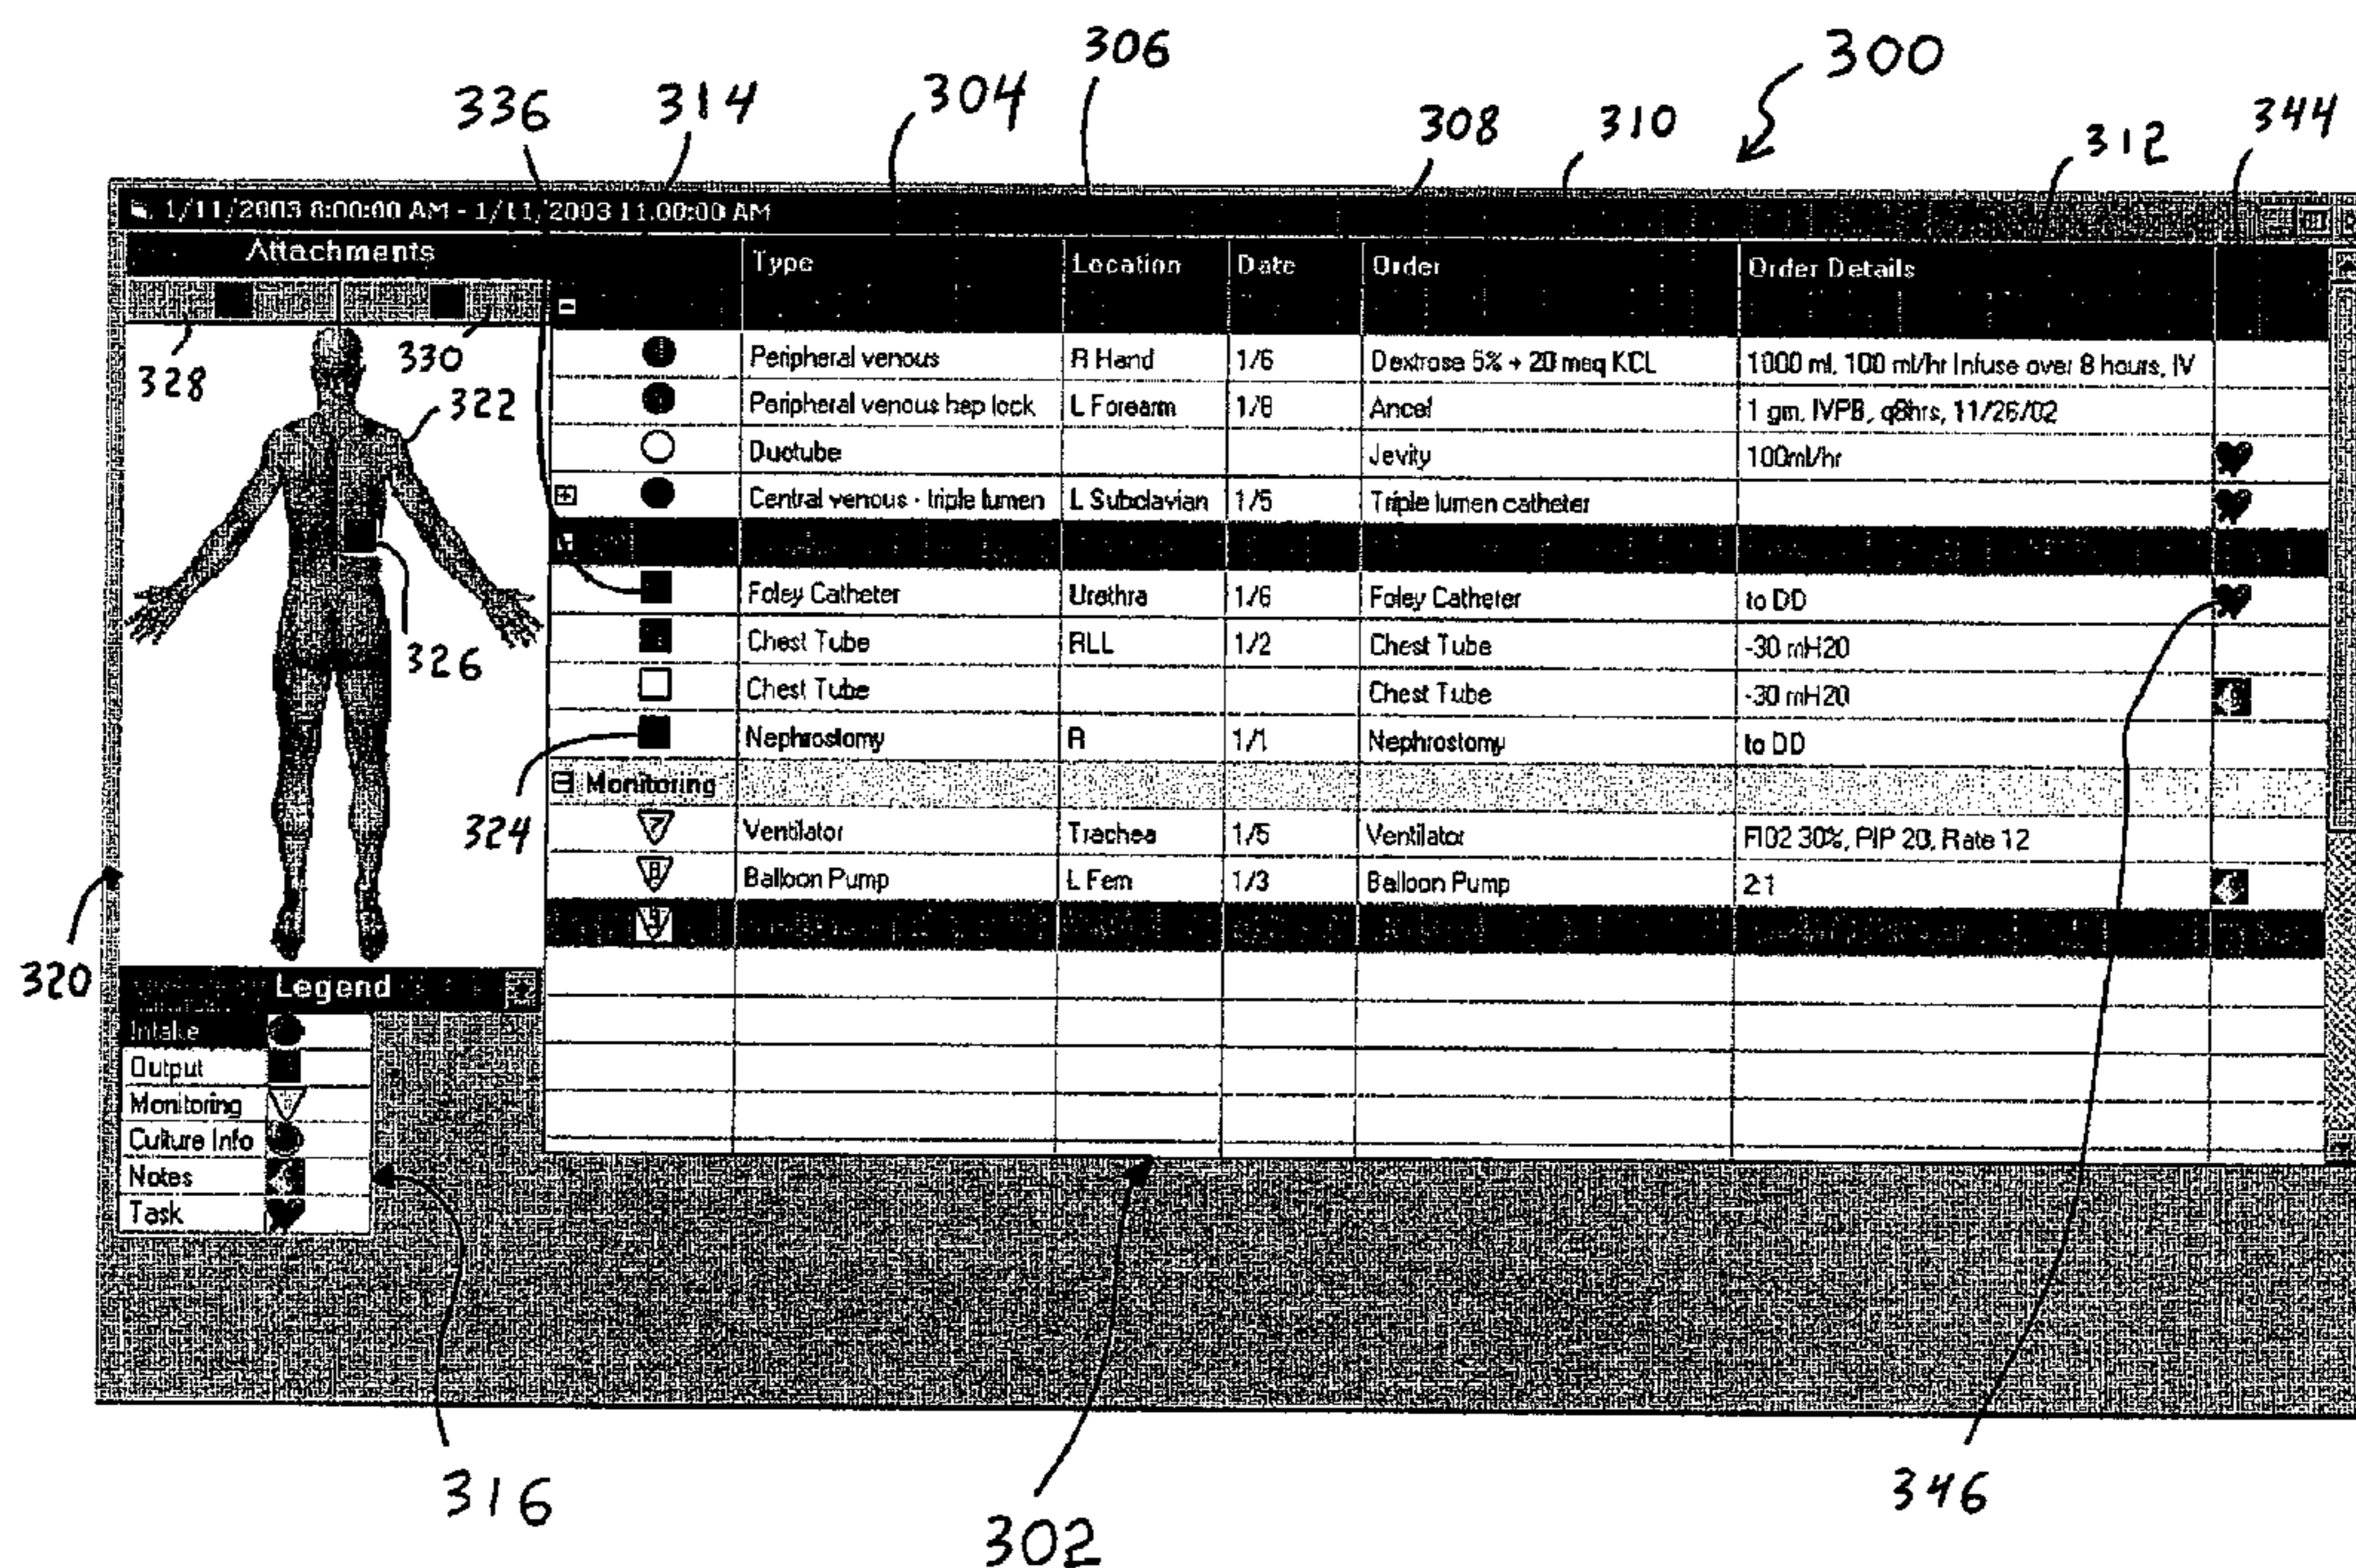 306
300
336 314 304 308 310 312 344
1/11/2003 8:00:00 AM - 1/11/2003 11:00:00 AM
Attachments
Type Location Date Order Order Details
328 330 322 326
Peripheral venous R Hand 1/6 Dextrose 5% + 20 meq KCL 1000 ml, 100 ml/hr Infuse over 8 hours, IV
Peripheral venous hep lock L Forearm 1/8 Ancef 1 gm, IVPB, q8hrs, 11/26/02
Duotube Jevity 100ml/hr
Central venous - triple lumen L Subclavian 1/5 Triple lumen catheter
Foley Catheter Urethra 1/6 Foley Catheter to DD
Chest Tube RLL 1/2 Chest Tube -30 mH20
Chest Tube Chest Tube -30 mH20
Nephrostomy R 1/1 Nephrostomy to DD
Monitoring
324
7 Ventilator Trachea 1/5 Ventilator FI02 30%, PIP 20, Rate 12
8 Balloon Pump L Fem 1/3 Balloon Pump 2:1
9
320
Legend
Intake
Output
Monitoring
Culture Info
Notes
Task
316
302
346